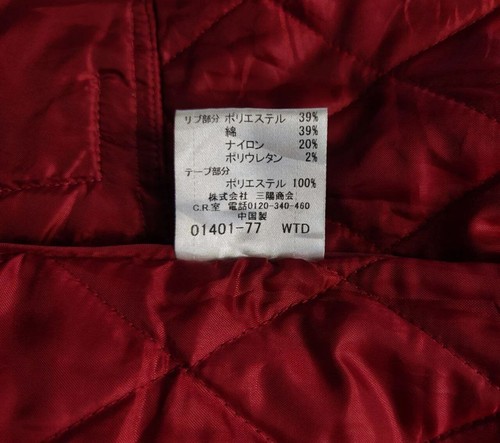 リブ部分 ポリエステル 39%
綿 39%
ナイロン 20%
ポリウレタン 2%
テープ部分
ポリエステル 100%
株式会社 三陽商会
C.R.室 電話0120-340-460
中国製
01401-77 WTD